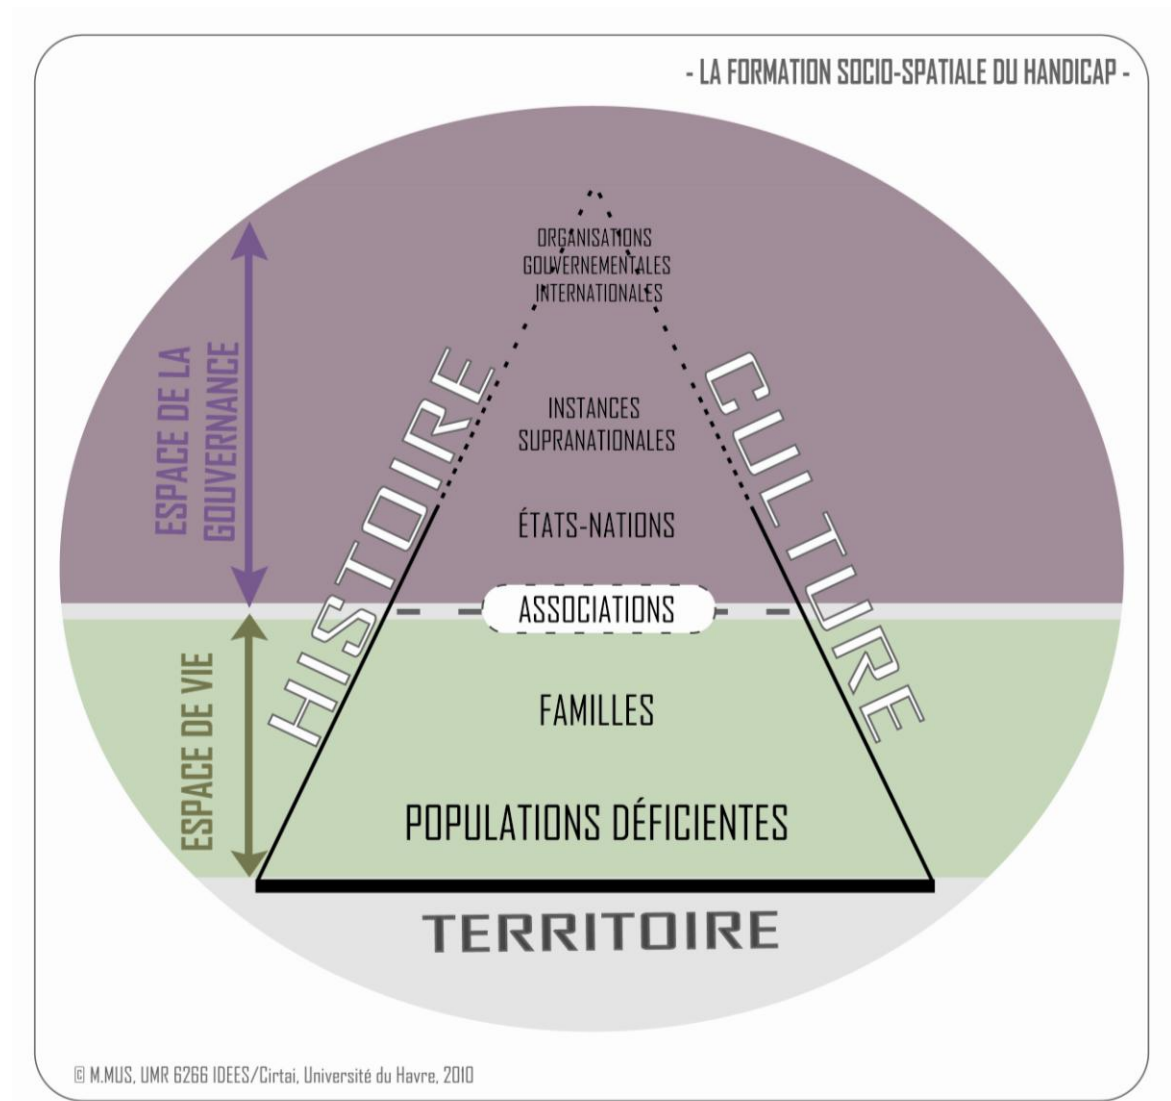 - LA FORMATION SOCIO-SPATIALE DU HANDICAP -
ORGANISATIONS
GOUVERNEMENTALES
INTERNATIONALES
ESPACE DE LA
GOUVERNANCE
HISTOIRE
CULTURE
INSTANCES
SUPRANATIONALES
ÉTATS-NATIONS
ASSOCIATIONS
ESPACE DE VIE
FAMILLES
POPULATIONS DÉFICIENTES
TERRITOIRE
© M.MUS, UMR 6266 IDEES/Cirtai, Université du Havre, 2010